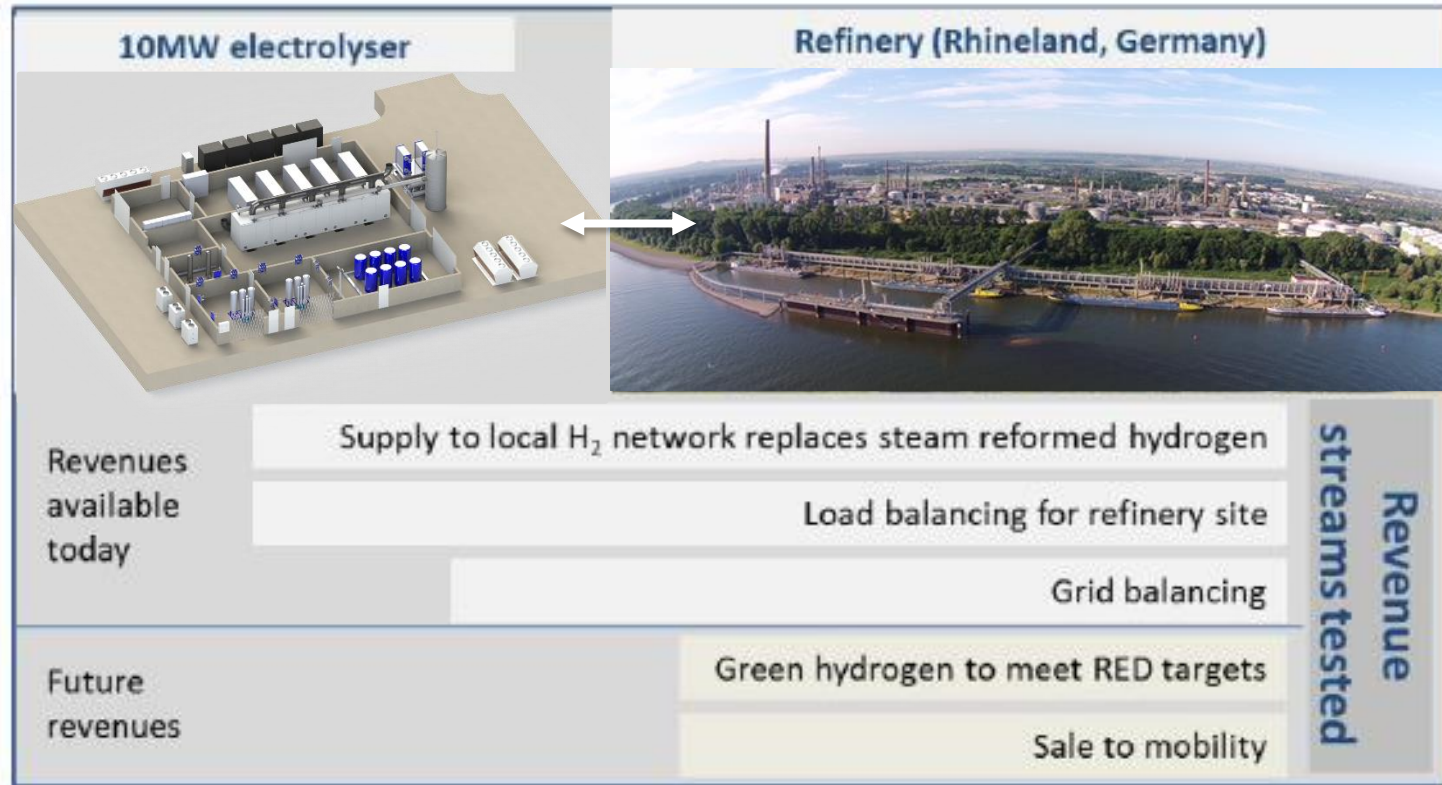 10MW electrolyser
Refinery (Rhineland, Germany)
Revenues
available
today
Supply to local H₂ network replaces steam reformed hydrogen
Load balancing for refinery site
Grid balancing
Future
revenues
Green hydrogen to meet RED targets
Sale to mobility
Revenue
streams tested